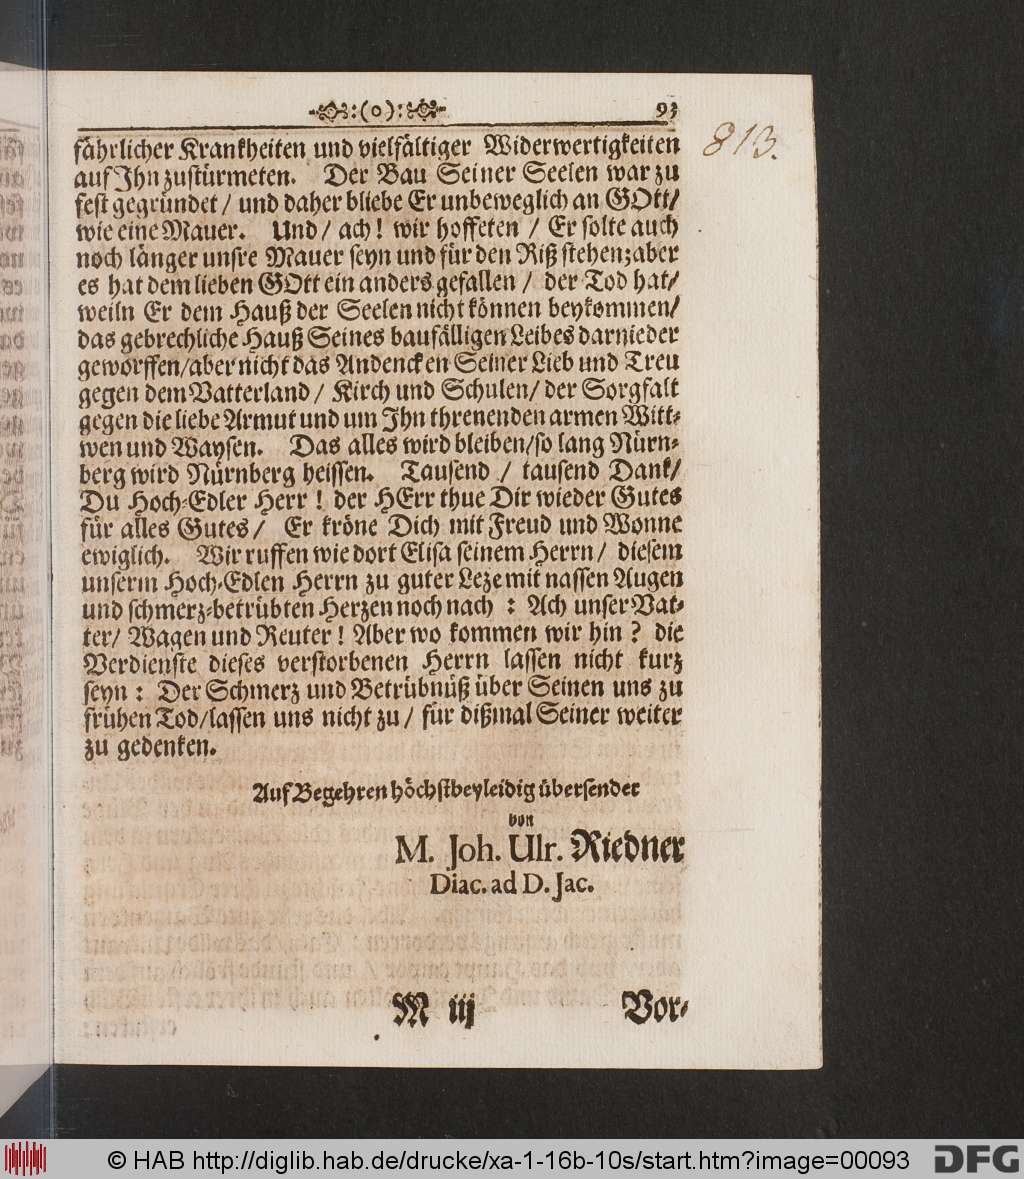 :(o): 93
813.
fährlicher Krankheiten und vielfältiger Widerwertigkeiten
auf Ihn zustürmeten. Der Bau Seiner Seelen war zu
fest gegründet / und daher bliebe Er unbeweglich an GOtt/
wie eine Mauer. Und / ach! wir hoffeten / Er solte auch
noch länger unsre Mauer seyn und für den Riß stehen; aber
es hat dem lieben GOtt ein anders gefallen / der Tod hat/
weiln Er dem Hauß der Seelen nicht können beykommen/
das gebrechliche Hauß Seines baufälligen Leibes darnieder
geworffen/aber nicht das Andencken Seiner Lieb und Treu
gegen dem Vatterland / Kirch und Schulen/ der Sorgfalt
gegen die liebe Armut und um Ihn threnenden armen Witt-
wen und Waysen. Das alles wird bleiben/so lang Nürn-
berg wird Nürnberg heissen. Tausend / tausend Dank/
Du Hoch-Edler Herr! der HErr thue Dir wieder Gutes
für alles Gutes / Er kröne Dich mit Freud und Wonne
ewiglich. Wir ruffen wie dort Elisa seinem Herrn / diesem
unserm Hoch-Edlen Herrn zu guter Leze mit nassen Augen
und schmerz-betrübten Herzen noch nach : Ach unser Vat-
ter/ Wagen und Reuter! Aber wo kommen wir hin? die
Verdienste dieses verstorbenen Herrn lassen nicht kurz
seyn : Der Schmerz und Betrübnüß über Seinen uns zu
frühen Tod/lassen uns nicht zu / für dißmal Seiner weiter
zu gedenken.
Auf Begehren höchstbeyleidig übersendet
von
M. Joh. Ulr. Riedner
Diac. ad D. Jac.
M iij Vor-
© HAB http://diglib.hab.de/drucke/xa-1-16b-10s/start.htm?image=00093
DFG